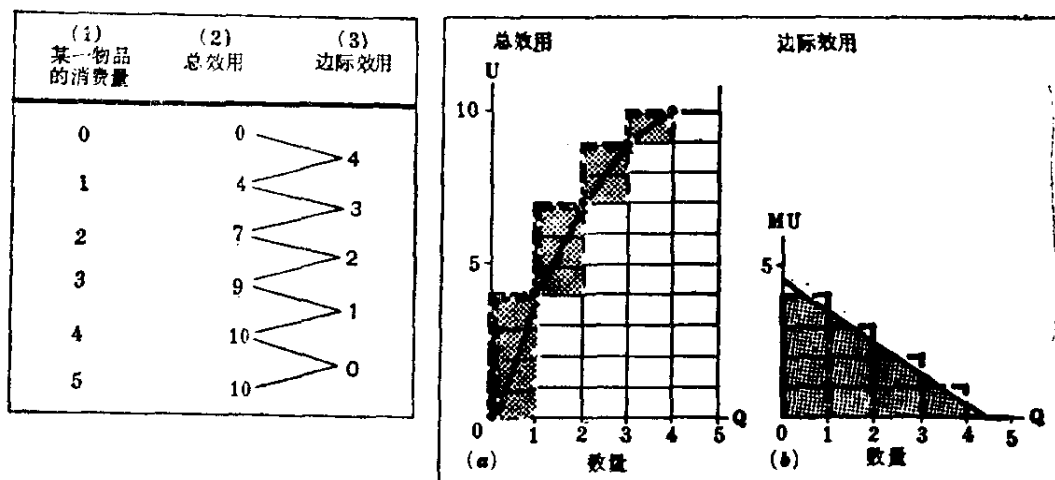 (1) (2) (3)
某一物品的消费量 总效用 边际效用
0 0
4
1 4
3
2 7
2
3 9
1
4 10
0
5 10
总效用
U
10
5
0 1 2 3 4 5 Q
(a) 数量
边际效用
MU
5
0 1 2 3 4 5 Q
(b) 数量